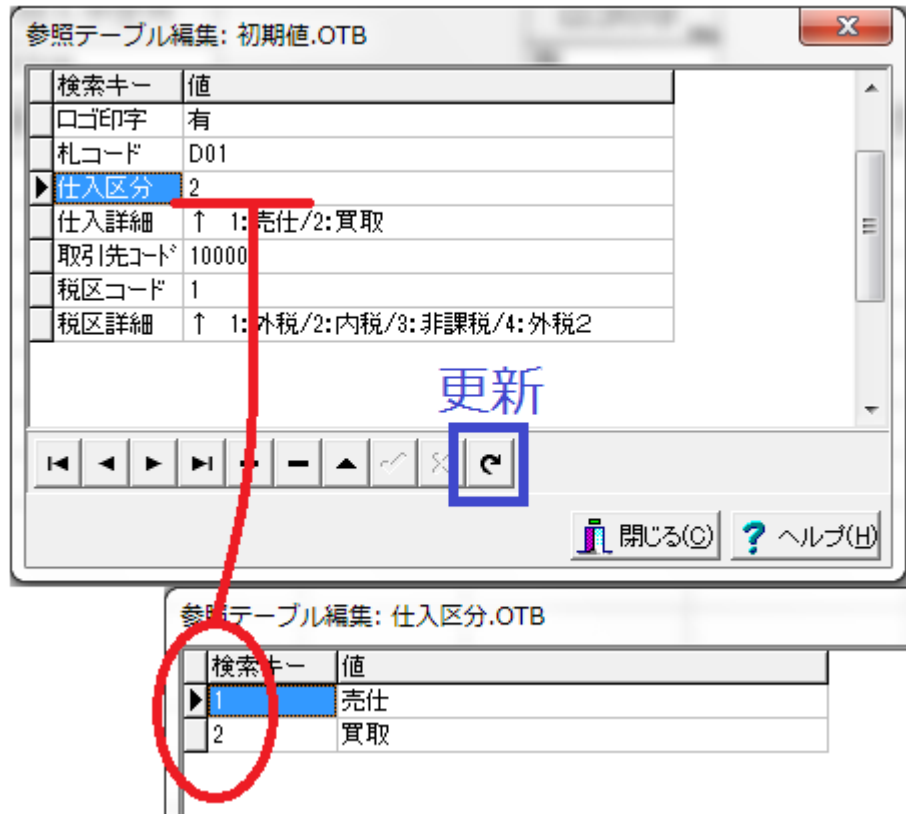 参照テーブル編集: 初期値.OTB
検索キー 値
ロゴ印字 有
札コード D01
仕入区分 2
仕入詳細 ↑ 1:売仕/2:買取
取引先コード 10000
税区コード 1
税区詳細 ↑ 1:外税/2:内税/3:非課税/4:外税2
更新
閉じる(C) ヘルプ(H)
参照テーブル編集: 仕入区分.OTB
検索キー 値
1 売仕
2 買取